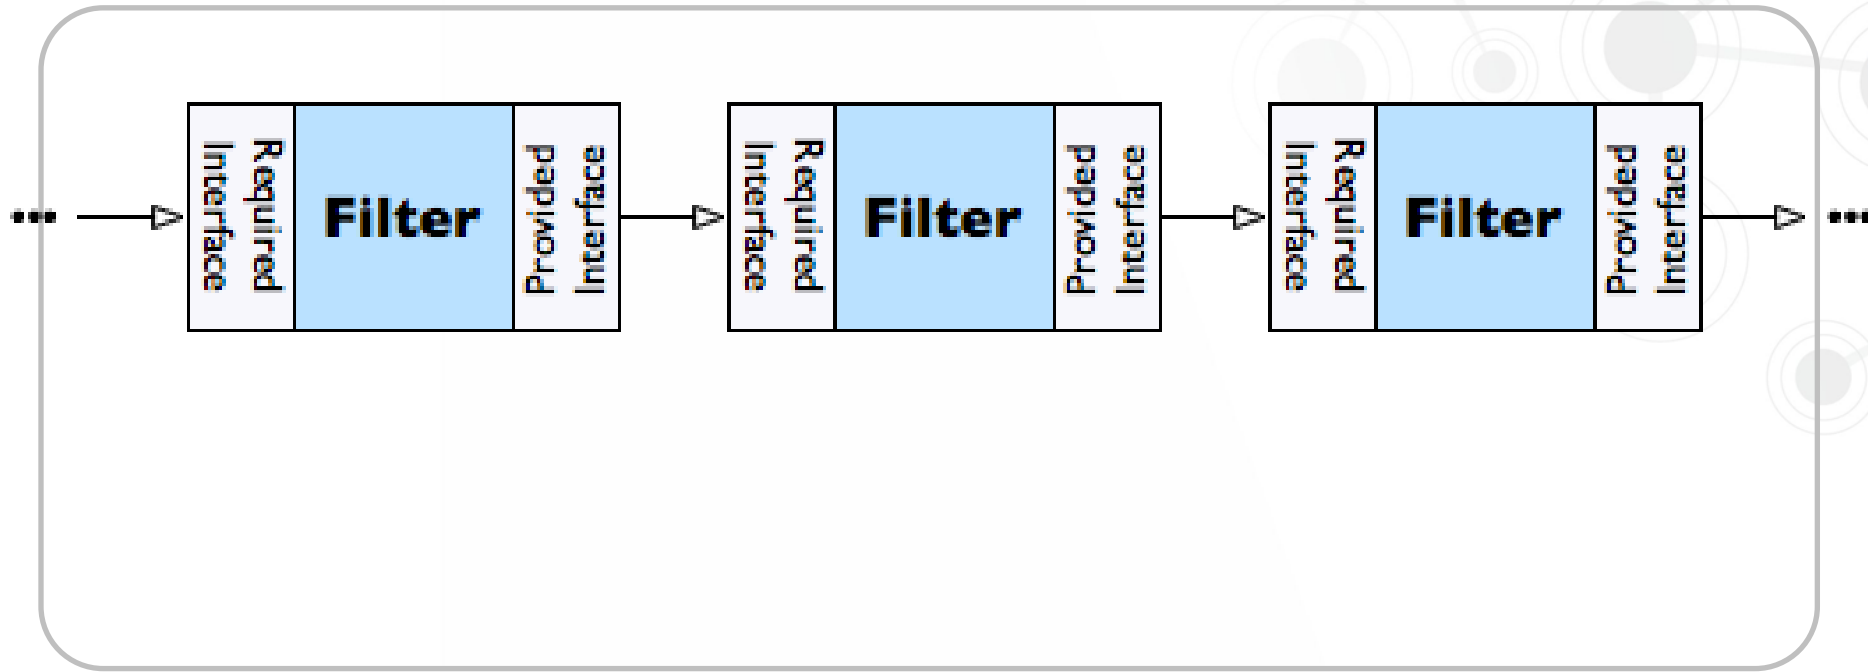 ...
Required
Interface
Filter
Provided
Interface
Required
Interface
Filter
Provided
Interface
Required
Interface
Filter
Provided
Interface
...